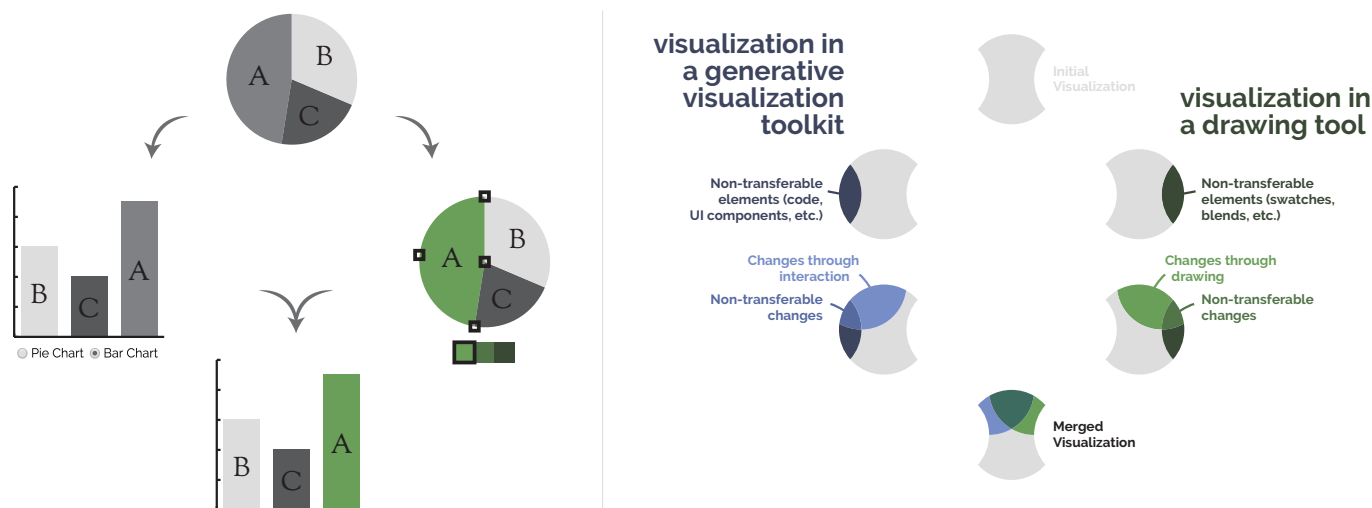 A
B
C
B
C
A
Pie Chart
Bar Chart
A
B
C
B
C
A
visualization in
a generative
visualization
toolkit
Initial
Visualization
visualization in
a drawing tool
Non-transferable
elements (code,
UI components, etc.)
Non-transferable
elements (swatches,
blends, etc.)
Changes through
interaction
Non-transferable
changes
Changes through
drawing
Non-transferable
changes
Merged
Visualization